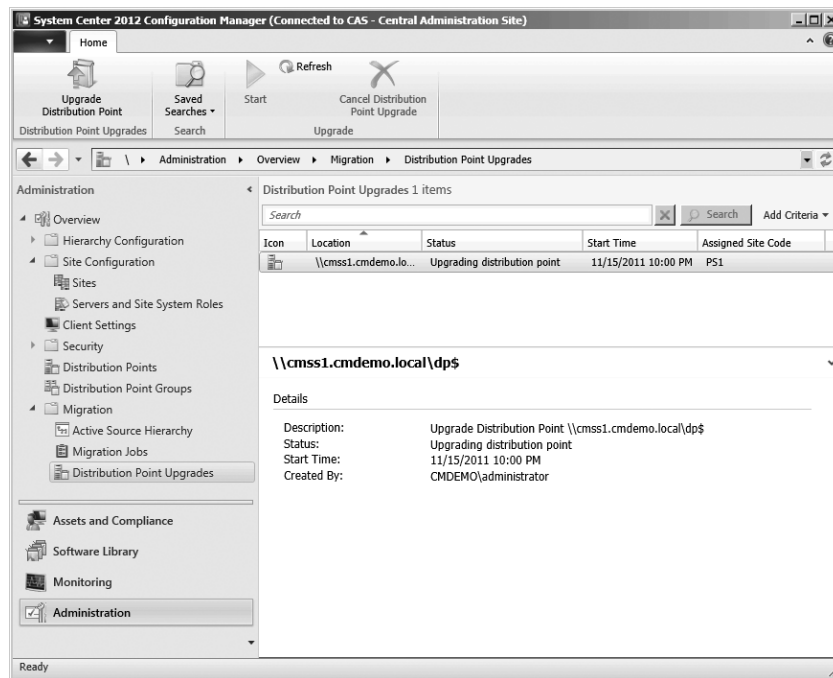 System Center 2012 Configuration Manager (Connected to CAS - Central Administration Site)
Home
Upgrade
Distribution Point
Saved
Searches
Start
Refresh
Cancel Distribution
Point Upgrade
Distribution Point Upgrades
Search
Upgrade
\ Administration Overview Migration Distribution Point Upgrades
Administration
Overview
Hierarchy Configuration
Site Configuration
Sites
Servers and Site System Roles
Client Settings
Security
Distribution Points
Distribution Point Groups
Migration
Active Source Hierarchy
Migration Jobs
Distribution Point Upgrades
Assets and Compliance
Software Library
Monitoring
Administration
Distribution Point Upgrades 1 items
Search Search Add Criteria
Icon Location Status Start Time Assigned Site Code
\\cmss1.cmdemo.lo... Upgrading distribution point 11/15/2011 10:00 PM PS1
\\cmss1.cmdemo.local\dp$
Details
Description: Upgrade Distribution Point \\cmss1.cmdemo.local\dp$
Status: Upgrading distribution point
Start Time: 11/15/2011 10:00 PM
Created By: CMDEMO\administrator
Ready